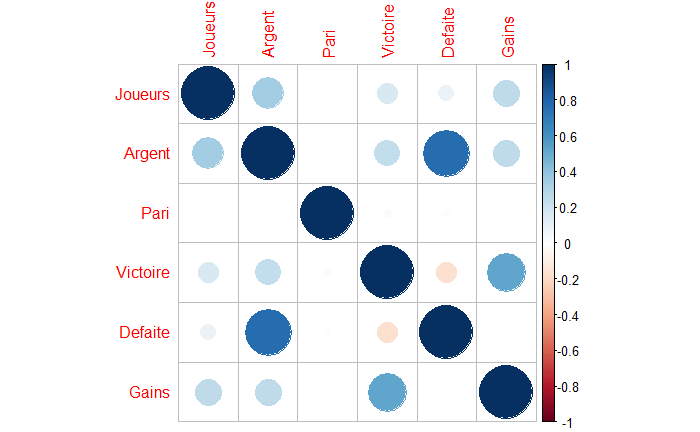 Joueurs
Argent
Pari
Victoire
Defaite
Gains
Joueurs
Argent
Pari
Victoire
Defaite
Gains
1
0.8
0.6
0.4
0.2
0
-0.2
-0.4
-0.6
-0.8
-1